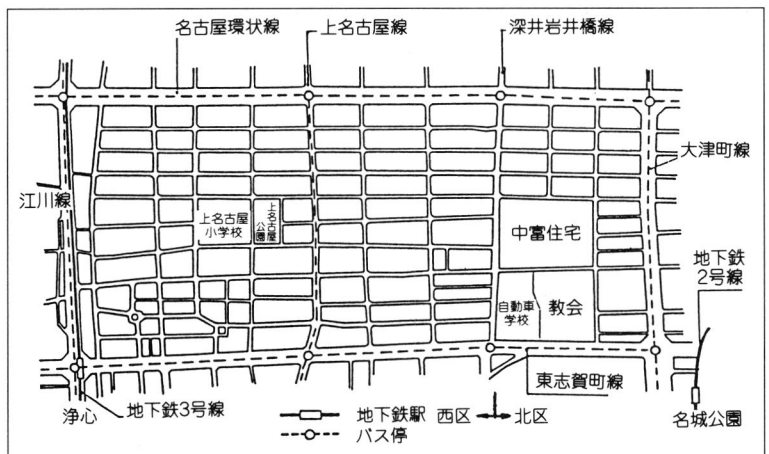 名古屋環状線
上名古屋線
深井岩井橋線
大津町線
江川線
上名古屋
小学校
上名古屋
公園
中富住宅
地下鉄
2号線
自動車
学校
教会
東志賀町線
浄心
地下鉄3号線
地下鉄駅 西区 北区
バス停
名城公園